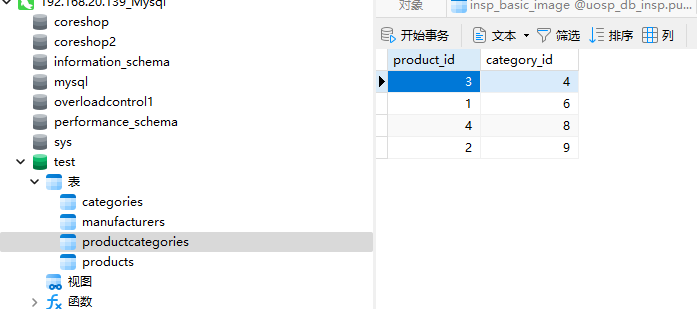 192.168.20.139_Mysql
coreshop
coreshop2
information_schema
mysql
overloadcontrol1
performance_schema
sys
test
表
categories
manufacturers
productcategories
products
视图
函数
对象
insp_basic_image @uosp_db_insp.pu...
开始事务
文本
筛选
排序
列
product_id category_id
3 4
1 6
4 8
2 9